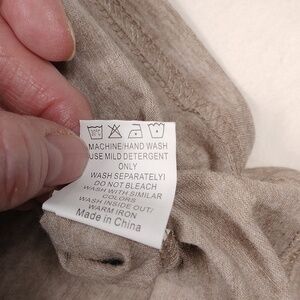 MACHINE/HAND WASH
USE MILD DETERGENT
ONLY
WASH SEPARATELY
DO NOT BLEACH
WASH WITH SIMILAR
COLORS
WASH INSIDE OUT/
WARM IRON
Made in China